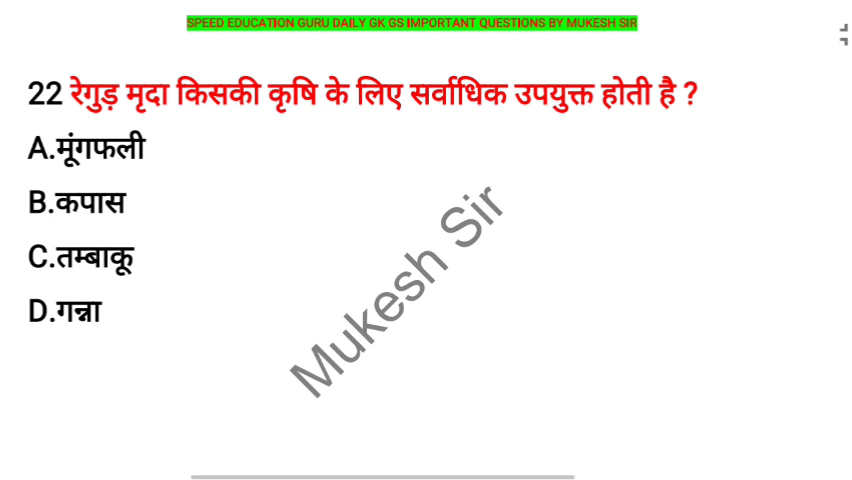 SPEED EDUCATION GURU DAILY GK GS IMPORTANT QUESTIONS BY MUKESH SIR
22 रेगुड़ मृदा किसकी कृषि के लिए सर्वाधिक उपयुक्त होती है ?
A.मूंगफली
B.कपास
C.तम्बाकू
D.गन्ना
Mukesh Sir